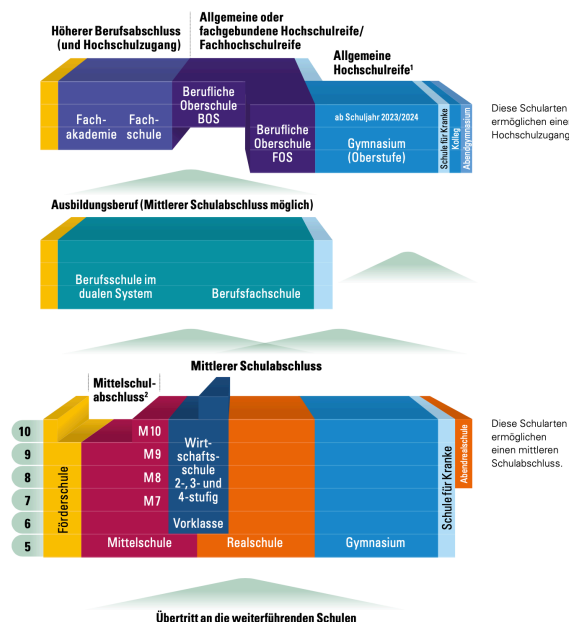 Höherer Berufsabschluss
(und Hochschulzugang)
Allgemeine oder
fachgebundene Hochschulreife/
Fachhochschulreife
Allgemeine
Hochschulreife¹
Fach-
akademie
Fach-
schule
Berufliche
Oberschule
BOS
Berufliche
Oberschule
FOS
ab Schuljahr 2023/2024
Gymnasium
(Oberstufe)
Schule für Kranke
Kolleg
Abendgymnasium
Diese Schularten
ermöglichen eine
Hochschulzugang
Ausbildungsberuf (Mittlerer Schulabschluss möglich)
Berufsschule im
dualen System
Berufsfachschule
Mittlerer Schulabschluss
Mittelschul-
abschluss²
10
9
8
7
6
5
Förderschule
M10
M9
M8
M7
Mittelschule
Wirt-
schafts-
schule
2-, 3- und
4-stufig
Vorklasse
Realschule
Gymnasium
Schule für Kranke
Abendrealschule
Diese Schularten
ermöglichen
einen mittleren
Schulabschluss.
Übertritt an die weiterführenden Schulen